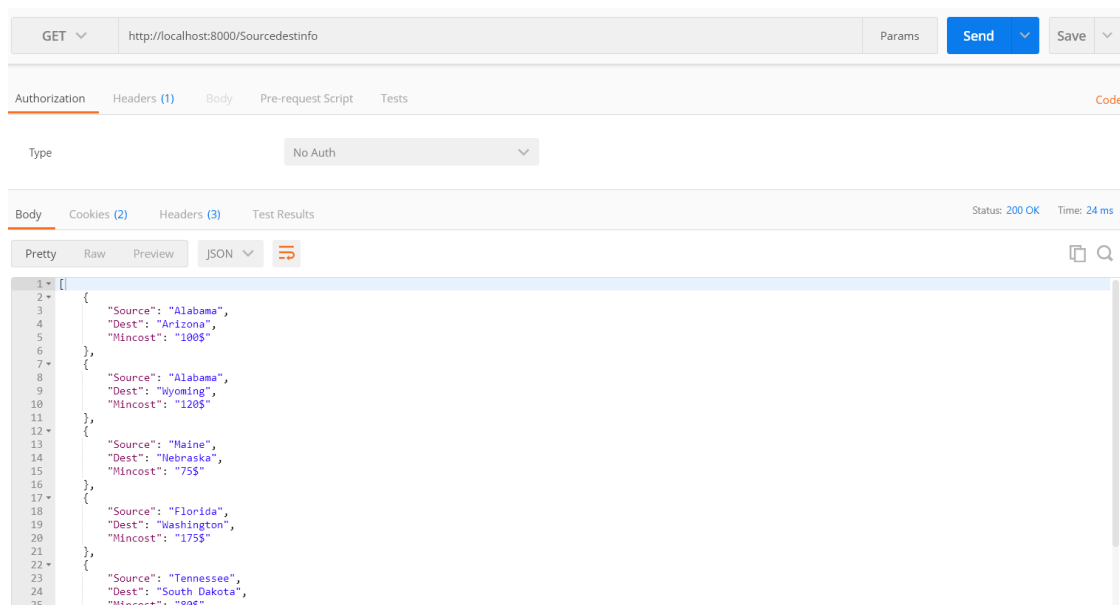 GET http://localhost:8000/Sourcedestinfo Params Send Save
Authorization Headers (1) Body Pre-request Script Tests Code
Type No Auth
Body Cookies (2) Headers (3) Test Results Status: 200 OK Time: 24 ms
Pretty Raw Preview JSON
1 [
2 {
3 "Source": "Alabama",
4 "Dest": "Arizona",
5 "Mincost": "100$"
6 },
7 {
8 "Source": "Alabama",
9 "Dest": "Wyoming",
10 "Mincost": "120$"
11 },
12 {
13 "Source": "Maine",
14 "Dest": "Nebraska",
15 "Mincost": "75$"
16 },
17 {
18 "Source": "Florida",
19 "Dest": "Washington",
20 "Mincost": "175$"
21 },
22 {
23 "Source": "Tennessee",
24 "Dest": "South Dakota",
25 "Mincost": "80$"